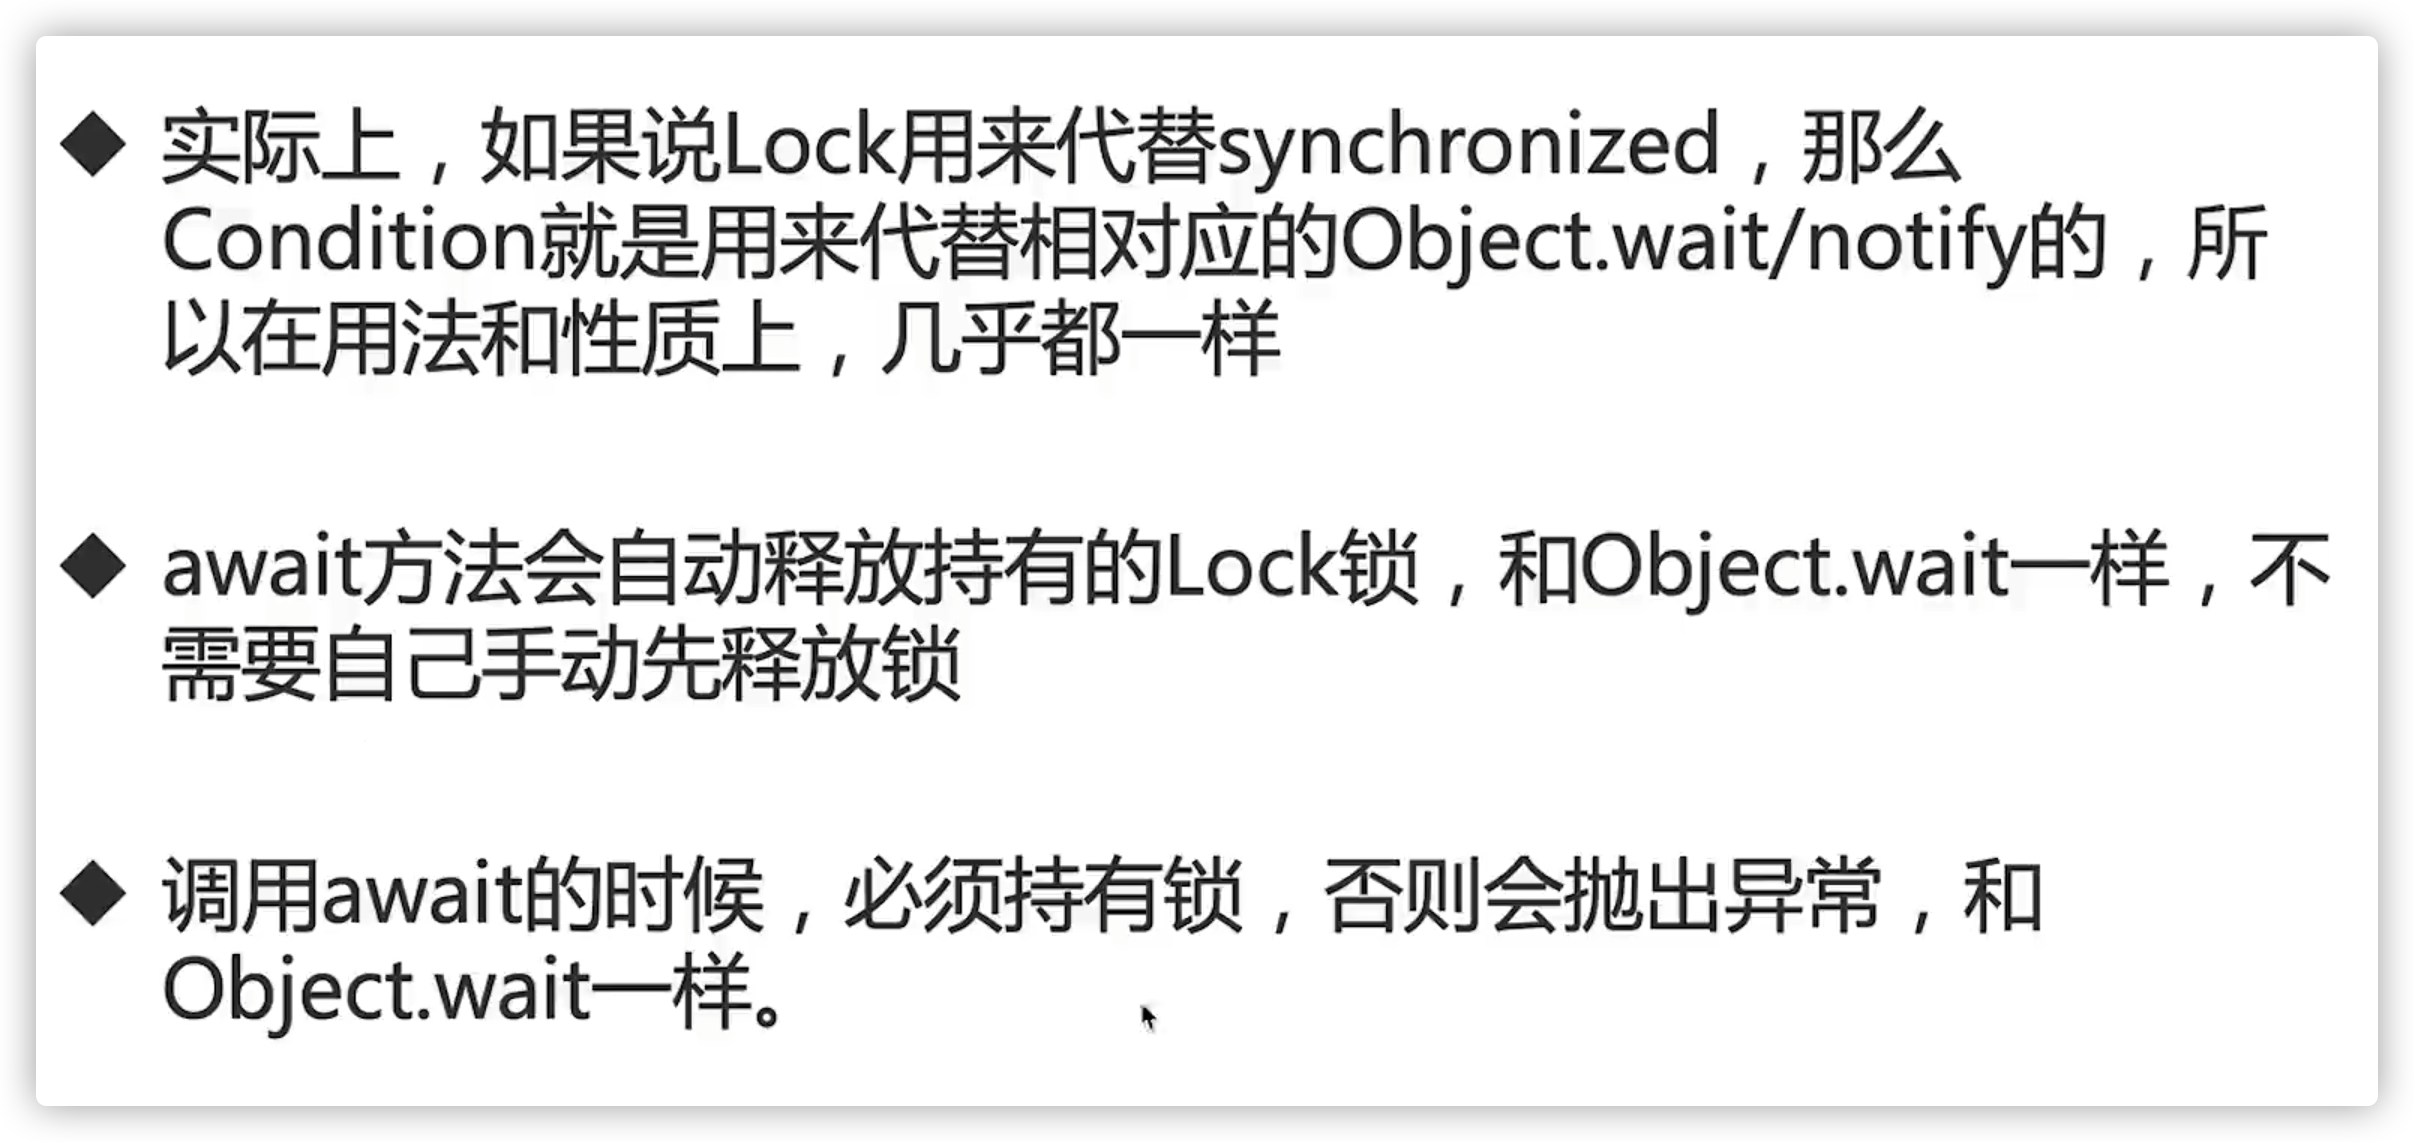 ◆ 实际上，如果说Lock用来代替synchronized，那么
Condition就是用来代替相对应的Object.wait/notify的，所
以在用法和性质上，几乎都一样
◆ await方法会自动释放持有的Lock锁，和Object.wait一样，不
需要自己手动先释放锁
◆ 调用await的时候，必须持有锁，否则会抛出异常，和
Object.wait一样。